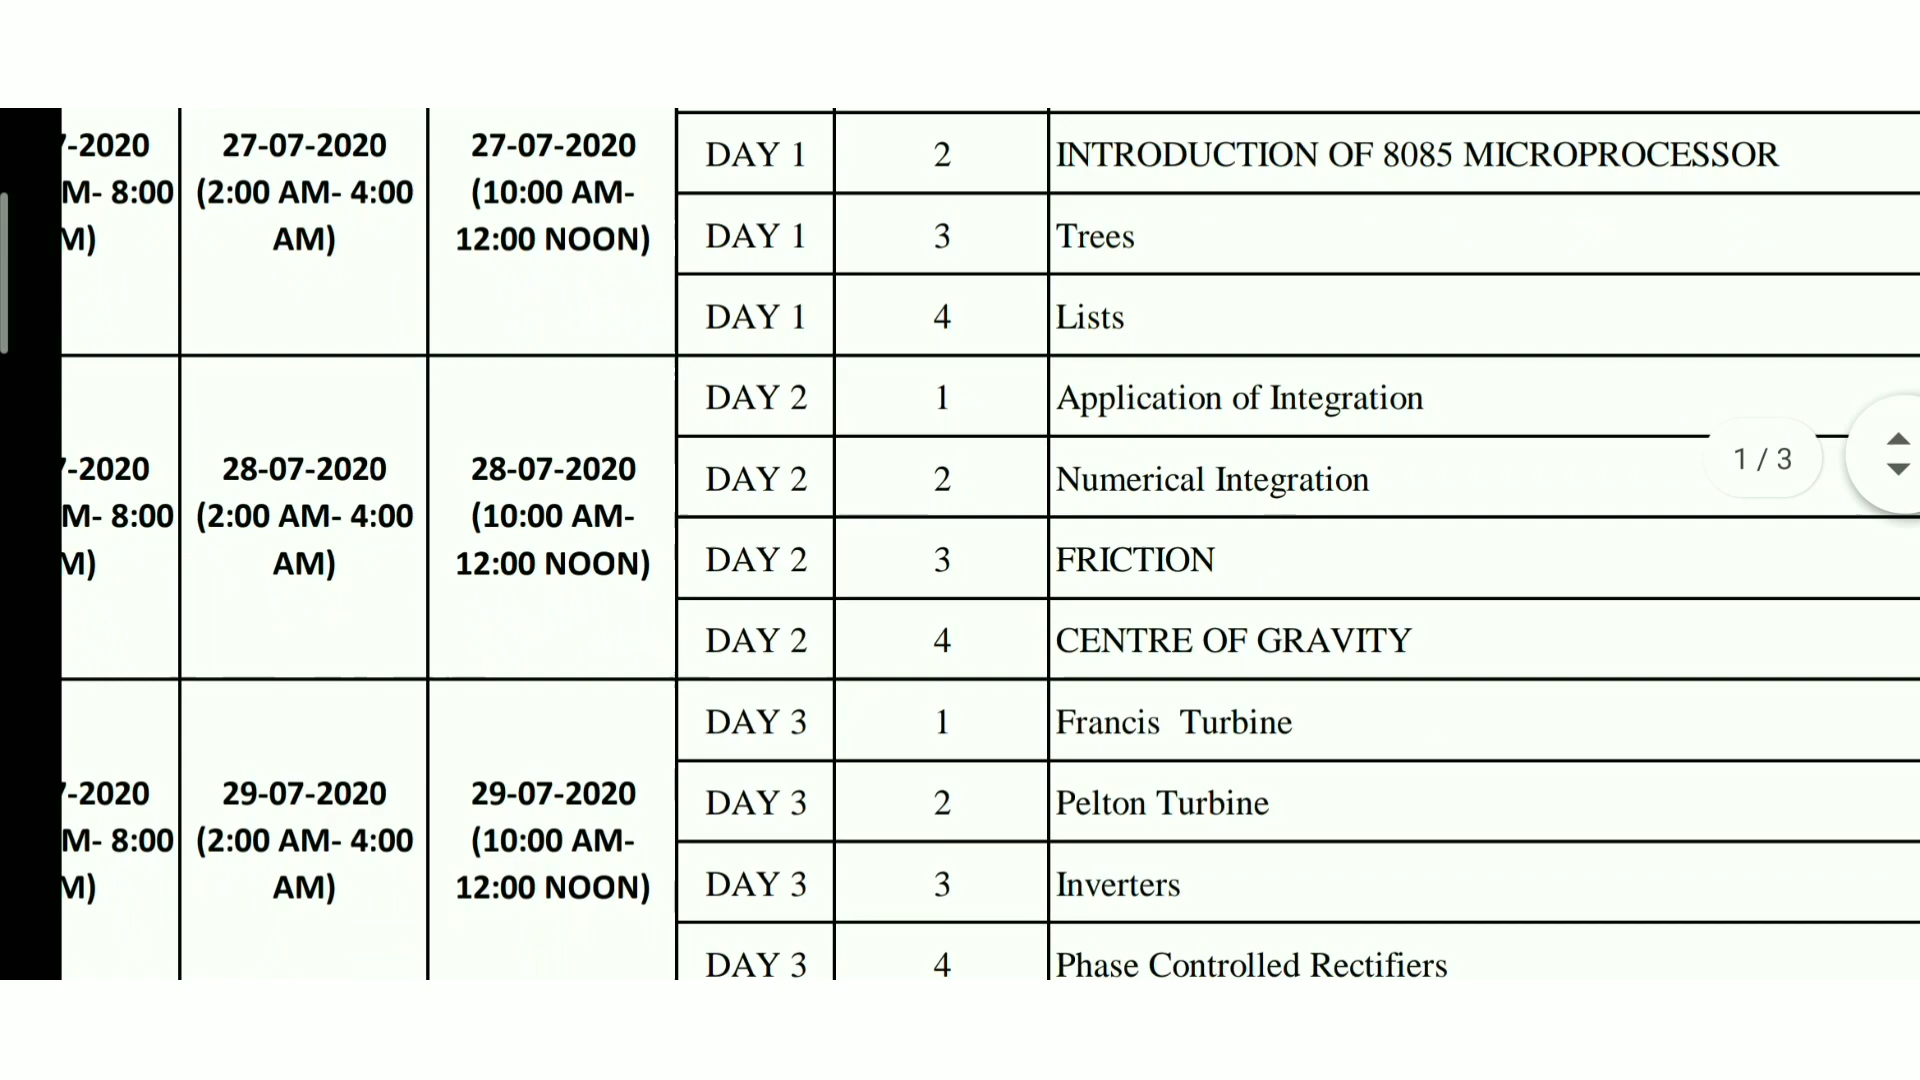 -2020
M- 8:00
M)
27-07-2020
(2:00 AM- 4:00
AM)
27-07-2020
(10:00 AM-
12:00 NOON)
DAY 1 2 INTRODUCTION OF 8085 MICROPROCESSOR
DAY 1 3 Trees
DAY 1 4 Lists
-2020
M- 8:00
M)
28-07-2020
(2:00 AM- 4:00
AM)
28-07-2020
(10:00 AM-
12:00 NOON)
DAY 2 1 Application of Integration
DAY 2 2 Numerical Integration
DAY 2 3 FRICTION
DAY 2 4 CENTRE OF GRAVITY
1 / 3
-2020
M- 8:00
M)
29-07-2020
(2:00 AM- 4:00
AM)
29-07-2020
(10:00 AM-
12:00 NOON)
DAY 3 1 Francis Turbine
DAY 3 2 Pelton Turbine
DAY 3 3 Inverters
DAY 3 4 Phase Controlled Rectifiers